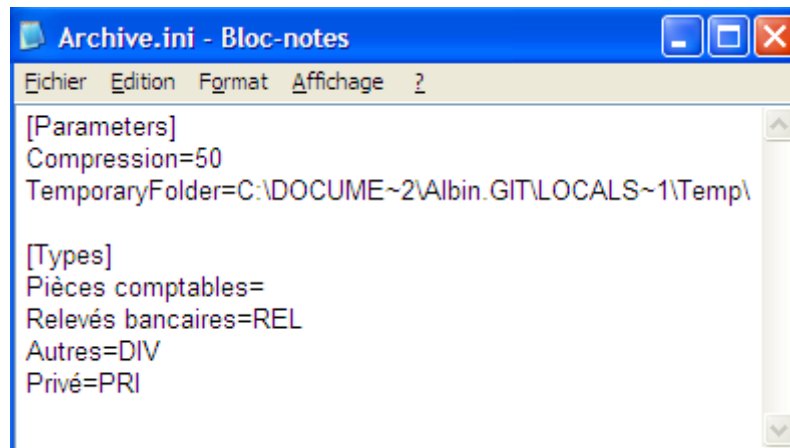 Archive.ini - Bloc-notes
Fichier Edition Format Affichage ?
[Parameters]
Compression=50
TemporaryFolder=C:\DOCUME~2\Albin.GIT\LOCALS~1\Temp\
[Types]
Pièces comptables=
Relevés bancaires=REL
Autres=DIV
Privé=PRI